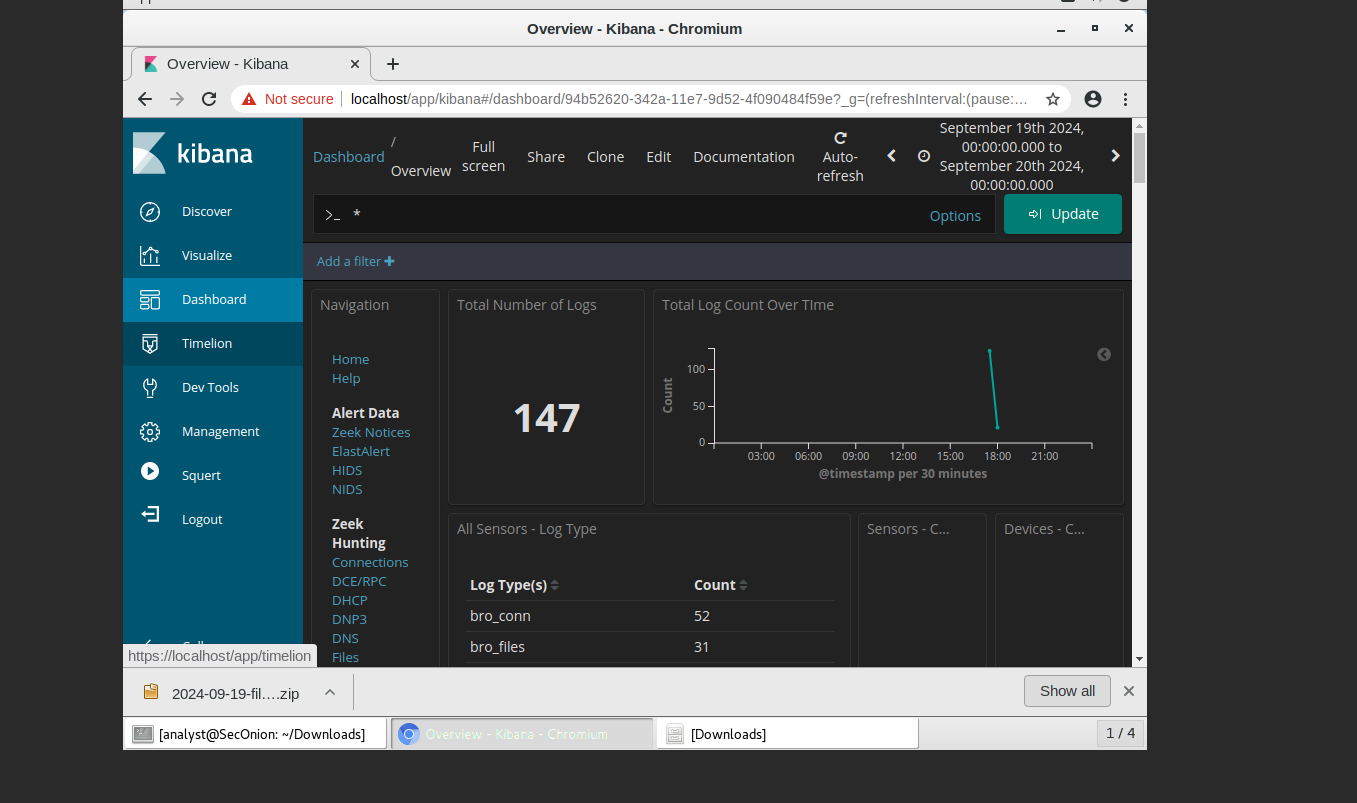 Overview - Kibana - Chromium
Overview - Kibana
Not secure
localhost/app/kibana#/dashboard/94b52620-342a-11e7-9d52-4f090484f59e?_g=(refreshInterval:(pause:…
kibana
Discover
Visualize
Dashboard
Timelion
Dev Tools
Management
Squert
Logout
Dashboard
/
Overview
Full
screen
Share
Clone
Edit
Documentation
Auto-
refresh
September 19th 2024,
00:00:00.000 to
September 20th 2024,
00:00:00.000
>_ *
Options
Update
Add a filter +
Navigation
Home
Help
Alert Data
Zeek Notices
ElastAlert
HIDS
NIDS
Zeek
Hunting
Connections
DCE/RPC
DHCP
DNP3
DNS
Files
Total Number of Logs
147
Total Log Count Over TIme
Count
100
50
0
03:00 06:00 09:00 12:00 15:00 18:00 21:00
@timestamp per 30 minutes
All Sensors - Log Type
Log Type(s) Count
bro_conn 52
bro_files 31
Sensors - C...
Devices - C...
https://localhost/app/timelion
2024-09-19-fil….zip
Show all
[analyst@SecOnion: ~/Downloads]
Overview - Kibana - Chromium
[Downloads]
1 / 4